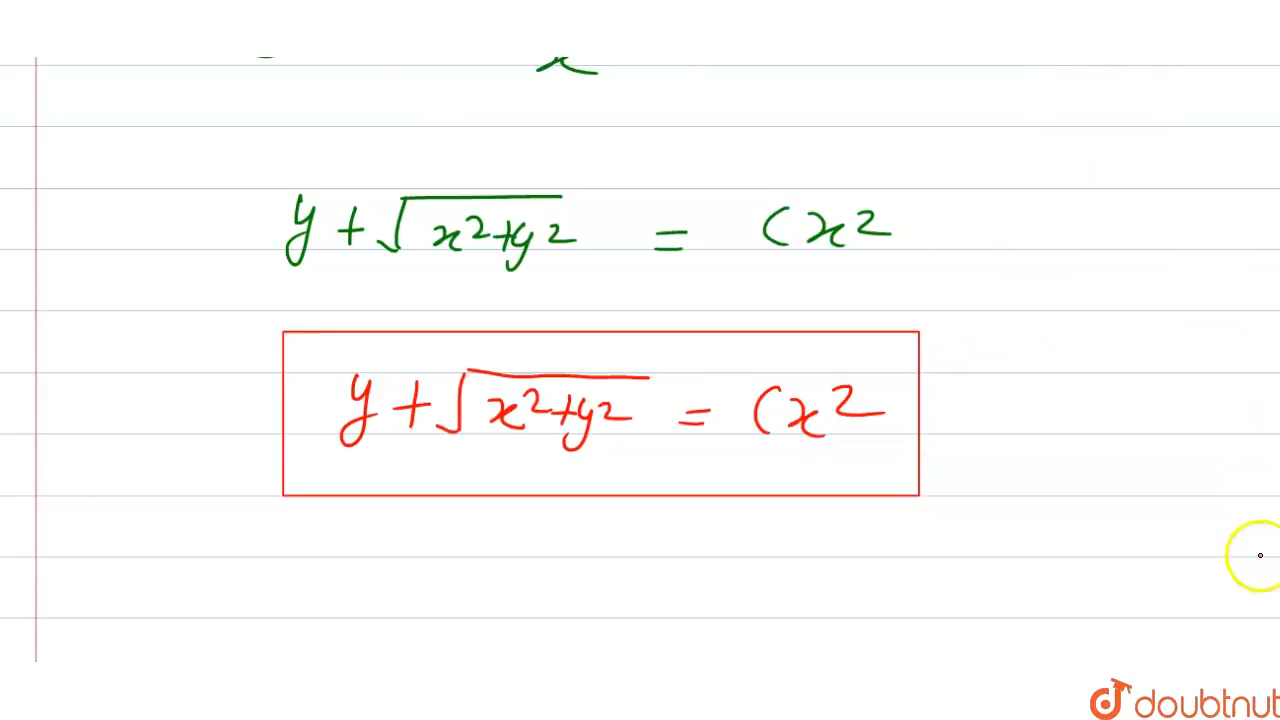 x
y + √x²+y² = Cx²
y + √x²+y² = Cx²
doubtnut